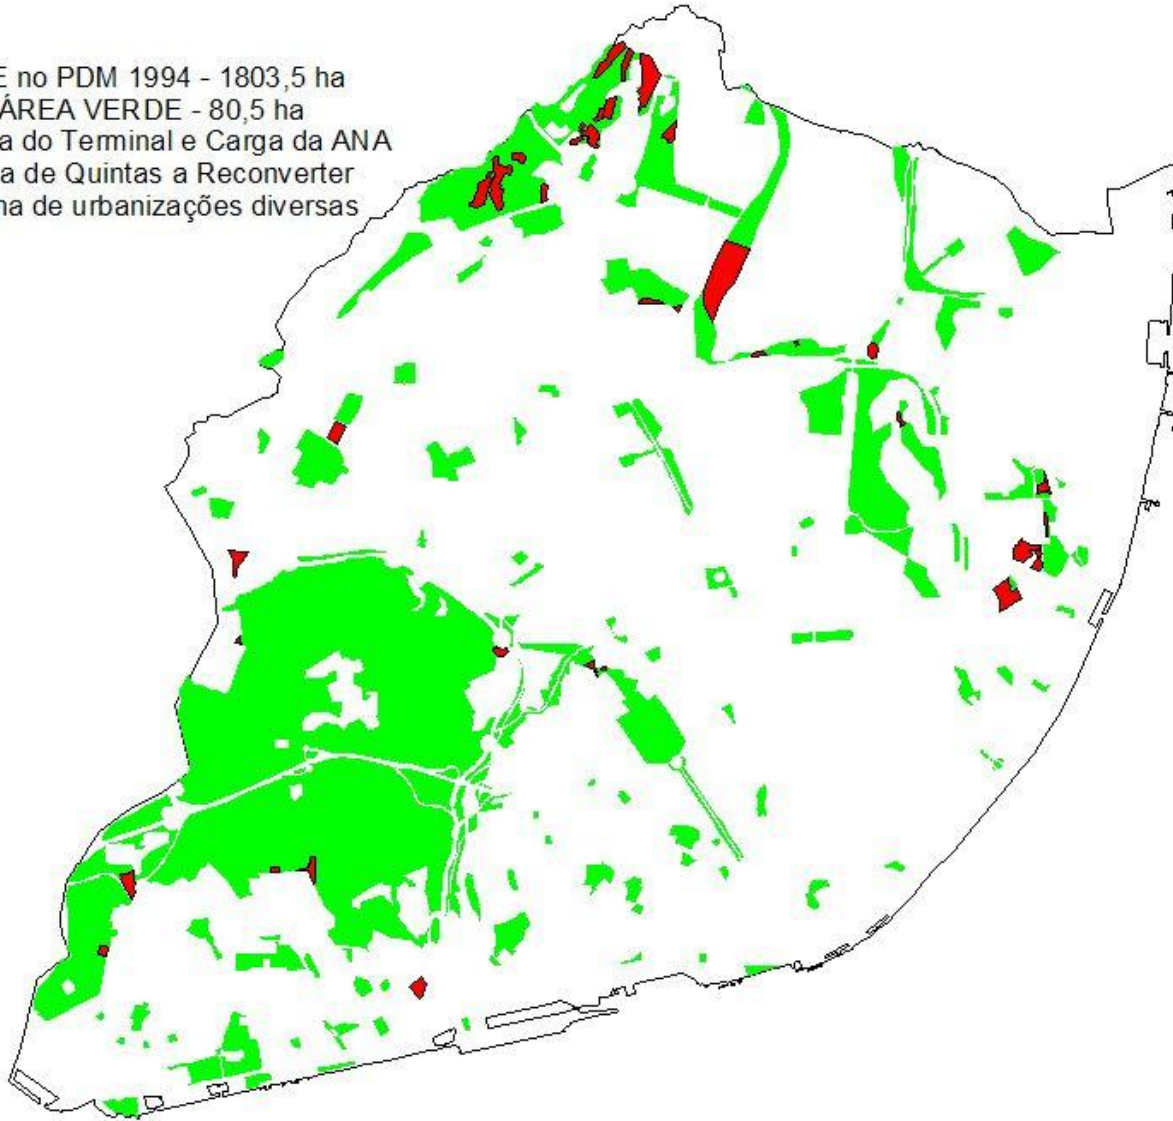 E no PDM 1994 - 1803,5 ha
ÁREA VERDE - 80,5 ha
a do Terminal e Carga da ANA
a de Quintas a Reconverter
na de urbanizações diversas